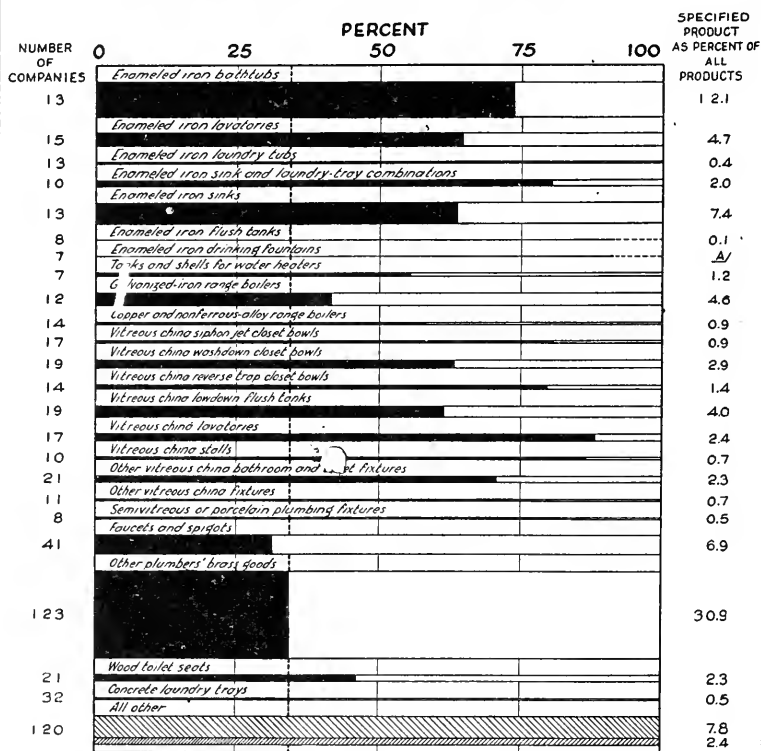 PERCENT
NUMBER OF COMPANIES
0 25 50 75 100
SPECIFIED PRODUCT AS PERCENT OF ALL PRODUCTS
Enameled iron bathtubs
13 12.1
Enameled iron lavatories
15 4.7
Enameled iron laundry tubs
13 0.4
Enameled iron sink and laundry-tray combinations
10 2.0
Enameled iron sinks
13 7.4
Enameled iron flush tanks
8 0.1
Enameled iron drinking fountains
7 A/
and shells for water heaters
7 1.2
range boilers
12 4.6
Copper and nonferrous-alloy range boilers
14 0.9
Vitreous china siphon jet closet bowls
17 0.9
Vitreous china washdown closet bowls
19 2.9
Vitreous china reverse trap closet bowls
14 1.4
Vitreous china lowdown flush tanks
19 4.0
Vitreous china lavatories
17 2.4
Vitreous china stalls
10 0.7
Other vitreous china bathroom and fixtures
21 2.3
Other vitreous china fixtures
11 0.7
Semivitreous or porcelain plumbing fixtures
8 0.5
Faucets and spigots
41 6.9
Other plumbers' brass goods
123 30.9
Wood toilet seats
21 2.3
Concrete laundry trays
32 0.5
All other
120 7.8
2.4